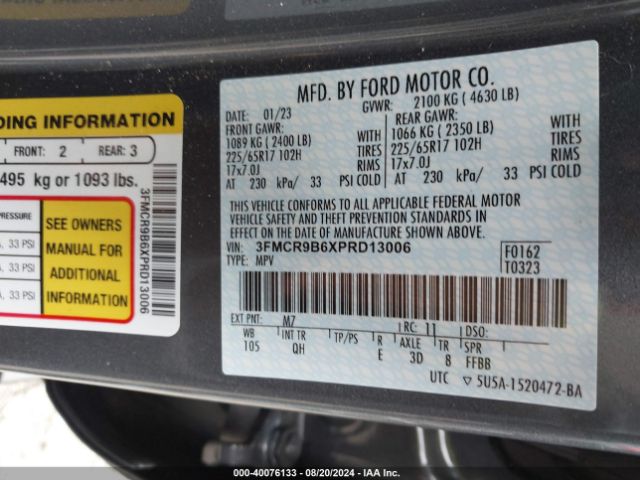 MFD. BY FORD MOTOR CO.
DATE: 01/23
GVWR: 2100 KG ( 4630 LB)
FRONT GAWR:
REAR GAWR:
1089 KG ( 2400 LB) WITH
1066 KG ( 2350 LB) WITH
225/65R17 102H TIRES
225/65R17 102H TIRES
17x7.0J RIMS
17x7.0J RIMS
AT 230 kPa/ 33 PSI COLD
AT 230 kPa/ 33 PSI COLD
THIS VEHICLE CONFORMS TO ALL APPLICABLE FEDERAL MOTOR
VEHICLE SAFETY AND THEFT PREVENTION STANDARDS IN
EFFECT ON THE DATE OF MANUFACTURE SHOWN ABOVE.
VIN: 3FMCR9B6XPRD13006
TYPE: MPV
F0162
T0323
EXT PNT: M7 RC: 11 DSO:
WB INT TR TP/PS R AXLE TR SPR
105 QH E 3D 8 FFBB
UTC ▽ 5U5A-1520472-BA
DING INFORMATION
FRONT: 2 REAR: 3
495 kg or 1093 lbs.
PRESSURE
A, 33 PSI
A, 33 PSI
A, 33 PSI
SEE OWNERS
MANUAL FOR
ADDITIONAL
INFORMATION
3FMCR9B6XPRD13006
000-40076133 - 08/20/2024 - IAA Inc.